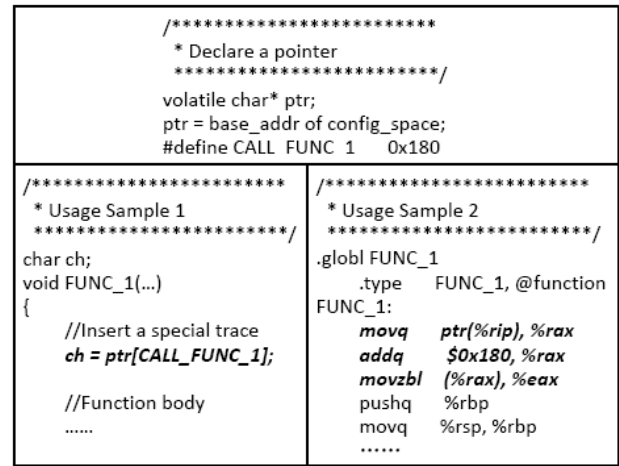 /*************************
* Declare a pointer
*************************/
volatile char* ptr;
ptr = base_addr of config_space;
#define CALL_FUNC_1 0x180
/************************
* Usage Sample 1
************************/
char ch;
void FUNC_1(...)
{
//Insert a special trace
ch = ptr[CALL_FUNC_1];
//Function body
......
/*************************
* Usage Sample 2
*************************/
.globl FUNC_1
.type FUNC_1, @function
FUNC_1:
movq ptr(%rip), %rax
addq $0x180, %rax
movzbl (%rax), %eax
pushq %rbp
movq %rsp, %rbp
......